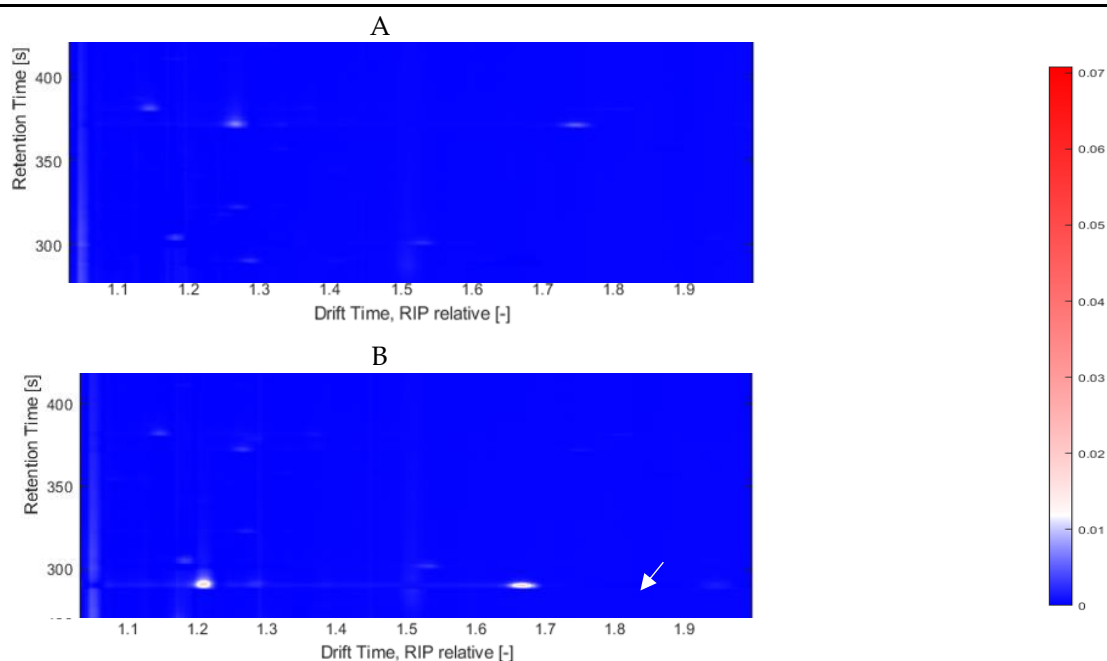 A
Retention Time [s]
400
350
300
1.1 1.2 1.3 1.4 1.5 1.6 1.7 1.8 1.9
Drift Time, RIP relative [-]
B
Retention Time [s]
400
350
300
1.1 1.2 1.3 1.4 1.5 1.6 1.7 1.8 1.9
Drift Time, RIP relative [-]
0.07
0.06
0.05
0.04
0.03
0.02
0.01
0